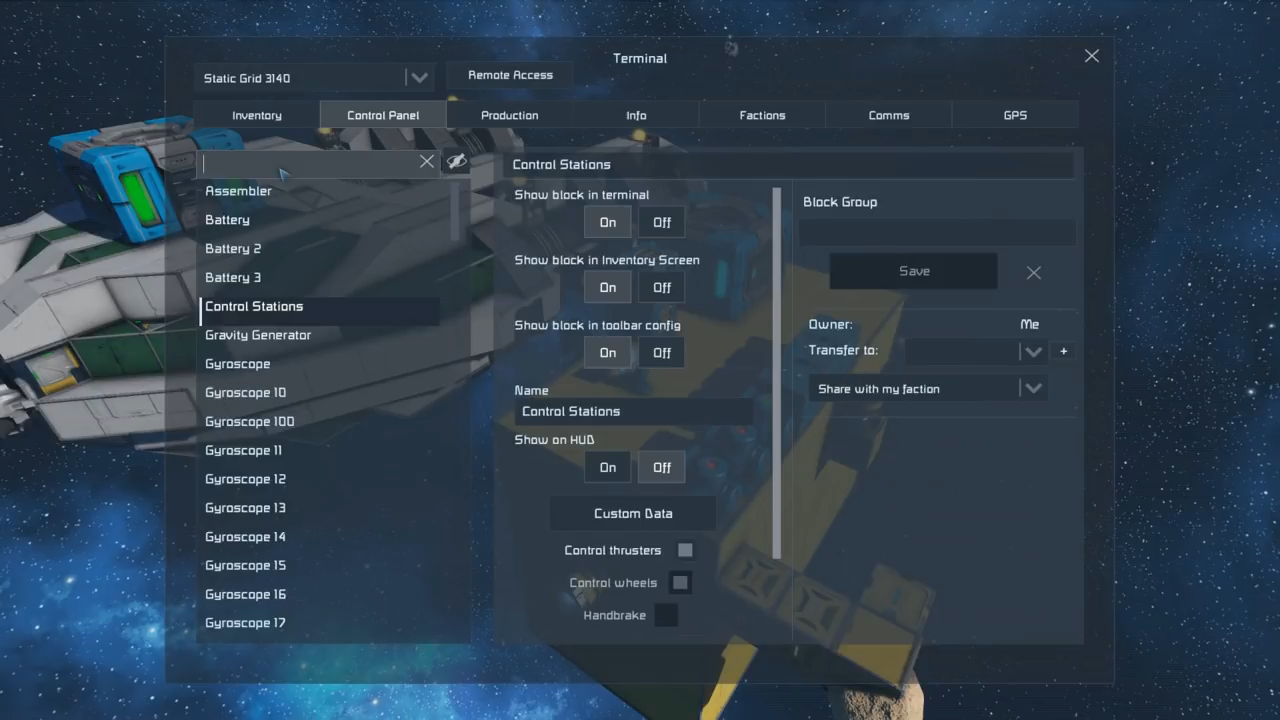 Terminal
Static Grid 3140
Remote Access
Inventory
Control Panel
Production
Info
Factions
Comms
GPS
Assembler
Battery
Battery 2
Battery 3
Control Stations
Gravity Generator
Gyroscope
Gyroscope 10
Gyroscope 100
Gyroscope 11
Gyroscope 12
Gyroscope 13
Gyroscope 14
Gyroscope 15
Gyroscope 16
Gyroscope 17
Control Stations
Show block in terminal
On Off
Show block in Inventory Screen
On Off
Show block in toolbar config
On Off
Name
Control Stations
Show on HUD
On Off
Custom Data
Control thrusters
Control wheels
Handbrake
Block Group
Save
Owner: Me
Transfer to:
+
Share with my faction